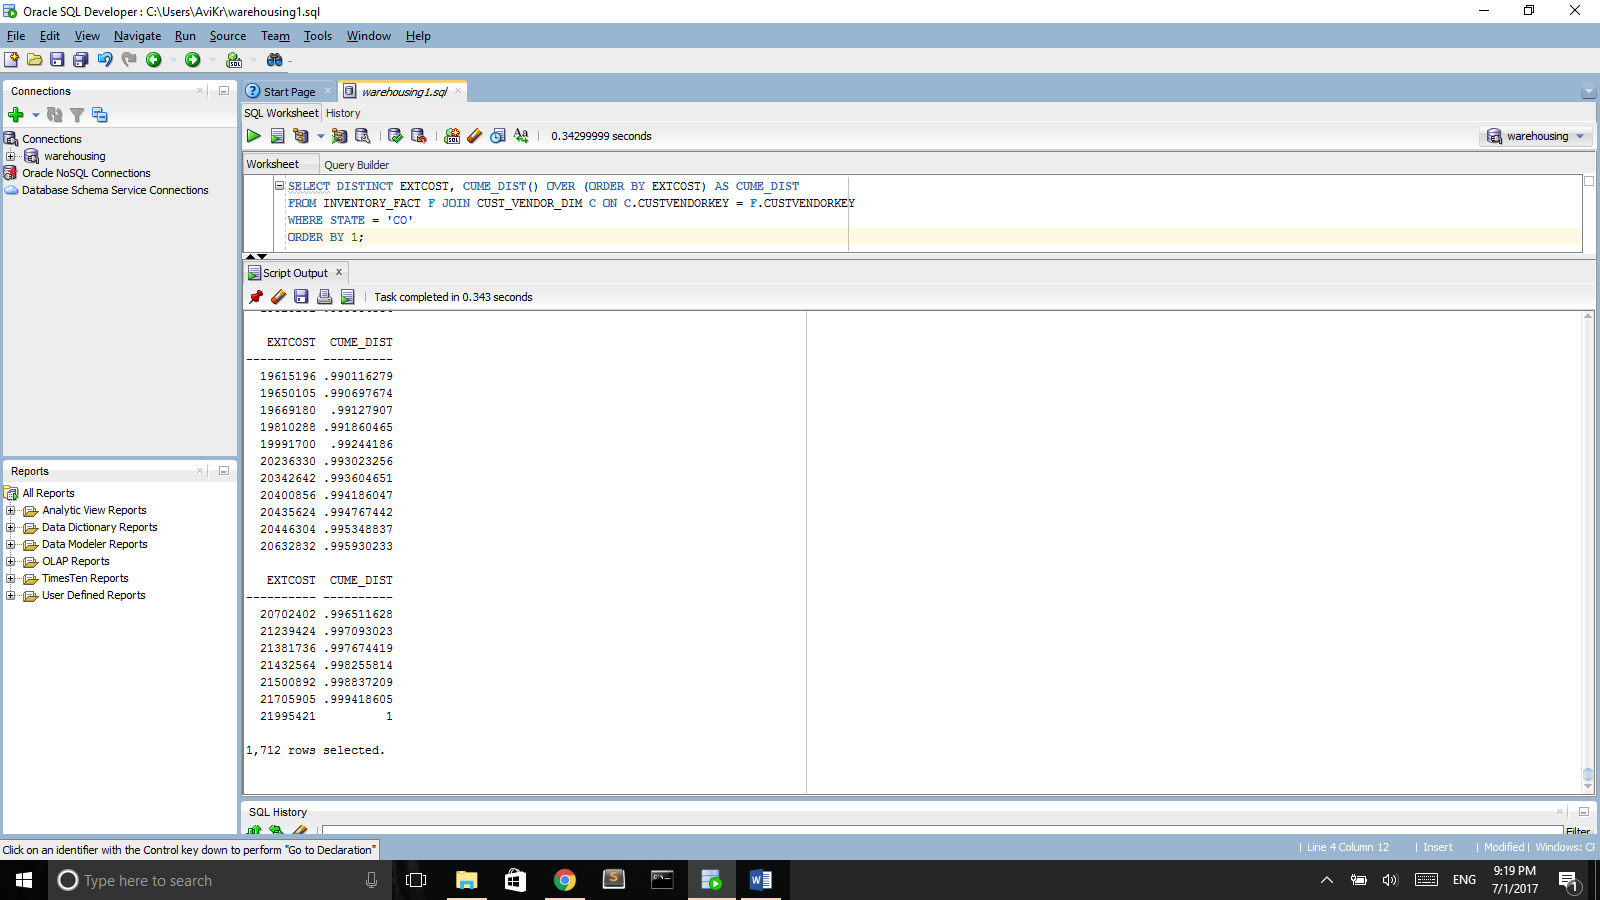 Oracle SQL Developer : C:\Users\AviKr\warehousing1.sql
File Edit View Navigate Run Source Team Tools Window Help
Connections
Connections
warehousing
Oracle NoSQL Connections
Database Schema Service Connections
Reports
All Reports
Analytic View Reports
Data Dictionary Reports
Data Modeler Reports
OLAP Reports
TimesTen Reports
User Defined Reports
Start Page warehousing1.sql
SQL Worksheet History
0.34299999 seconds
warehousing
Worksheet Query Builder
SELECT DISTINCT EXTCOST, CUME_DIST() OVER (ORDER BY EXTCOST) AS CUME_DIST
FROM INVENTORY_FACT F JOIN CUST_VENDOR_DIM C ON C.CUSTVENDORKEY = F.CUSTVENDORKEY
WHERE STATE = 'CO'
ORDER BY 1;
Script Output x
Task completed in 0.343 seconds
EXTCOST CUME_DIST
---------- ----------
19615196 .990116279
19650105 .990697674
19669180 .99127907
19810288 .991860465
19991700 .99244186
20236330 .993023256
20342642 .993604651
20400856 .994186047
20435624 .994767442
20446304 .995348837
20632832 .995930233
EXTCOST CUME_DIST
---------- ----------
20702402 .996511628
21239424 .997093023
21381736 .997674419
21432564 .998255814
21500892 .998837209
21705905 .999418605
21995421 1
1,712 rows selected.
SQL History
Filter
Click on an identifier with the Control key down to perform "Go to Declaration"
Line 4 Column 12 | Insert | Modified | Windows: CF
Type here to search
ENG
9:19 PM
7/1/2017
1